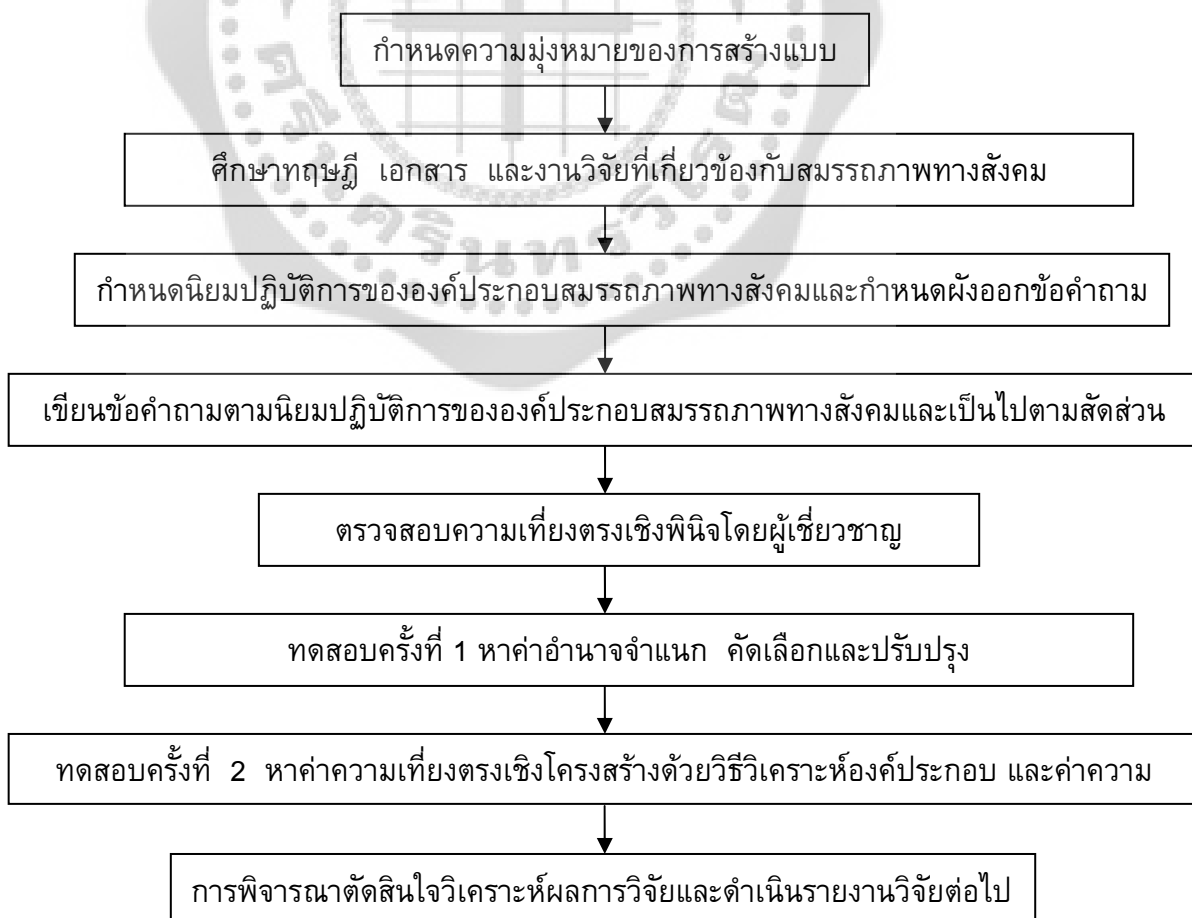 กำหนดความมุ่งหมายของการสร้างแบบ
ศึกษาทฤษฎี เอกสาร และงานวิจัยที่เกี่ยวข้องกับสมรรถภาพทางสังคม
กำหนดนิยมปฏิบัติการขององค์ประกอบสมรรถภาพทางสังคมและกำหนดผังออกข้อคำถาม
เขียนข้อคำถามตามนิยมปฏิบัติการขององค์ประกอบสมรรถภาพทางสังคมและเป็นไปตามสัดส่วน
ตรวจสอบความเที่ยงตรงเชิงพินิจโดยผู้เชี่ยวชาญ
ทดสอบครั้งที่ 1 หาค่าอำนาจจำแนก คัดเลือกและปรับปรุง
ทดสอบครั้งที่ 2 หาค่าความเที่ยงตรงเชิงโครงสร้างด้วยวิธีวิเคราะห์องค์ประกอบ และค่าความ
การพิจารณาตัดสินใจวิเคราะห์ผลการวิจัยและดำเนินรายงานวิจัยต่อไป